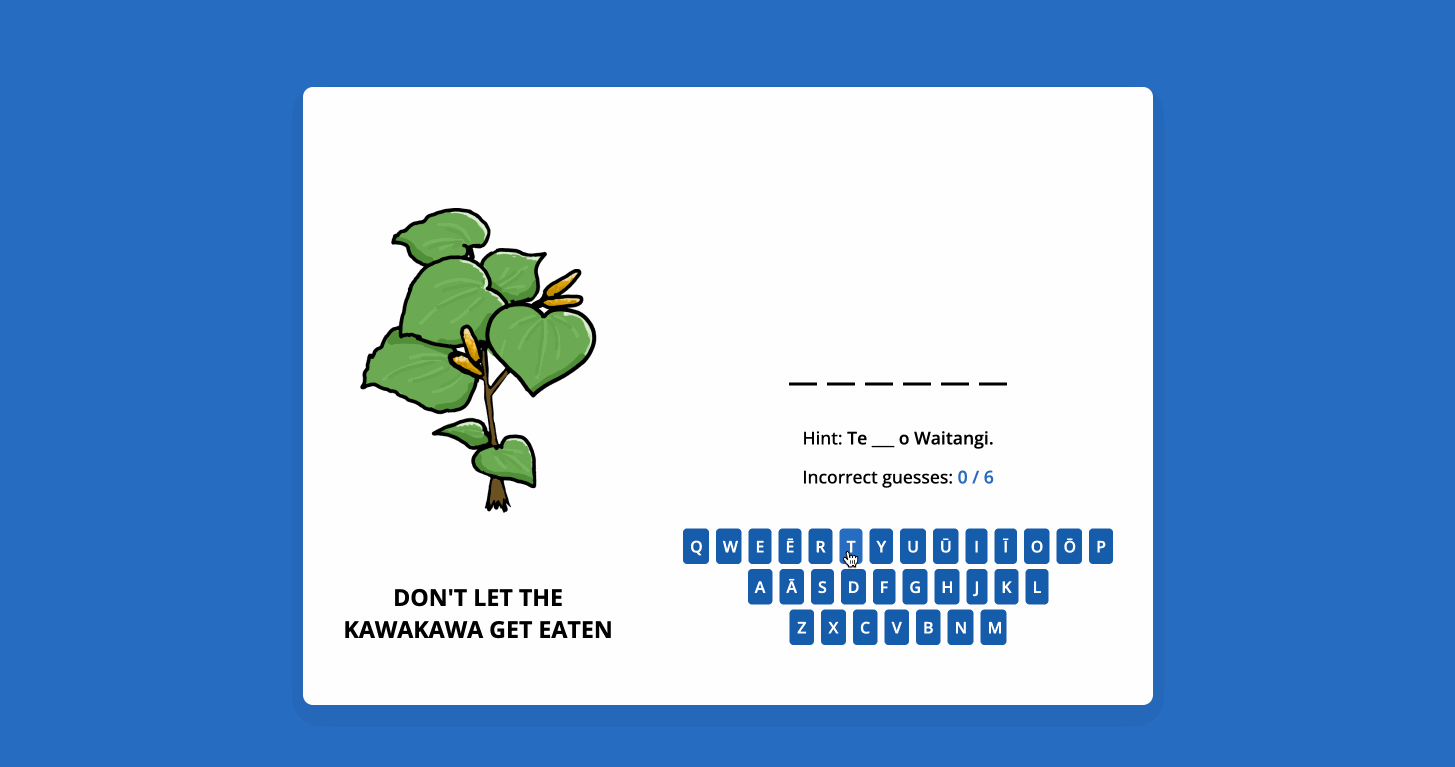 Hint: Te ___ o Waitangi.
Incorrect guesses: 0 / 6
Q W E Ē R T Y U Ū I Ī O Ō P
A Ā S D F G H J K L
Z X C V B N M
DON'T LET THE
KAWAKAWA GET EATEN